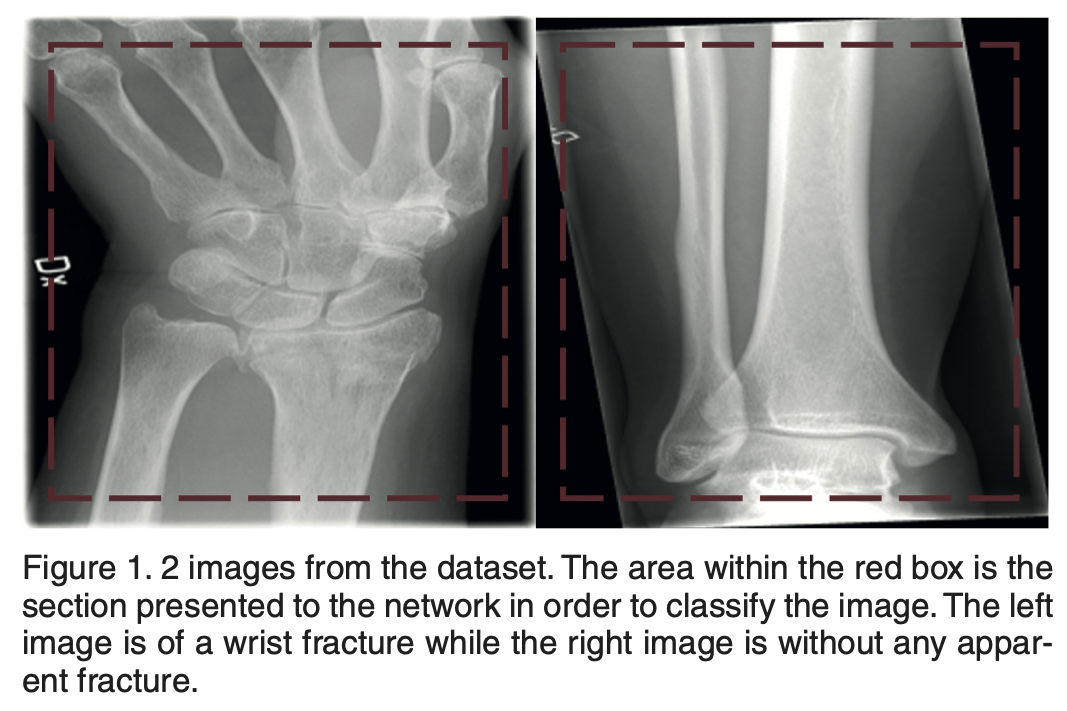 Figure 1. 2 images from the dataset. The area within the red box is the
section presented to the network in order to classify the image. The left
image is of a wrist fracture while the right image is without any appar-
ent fracture.